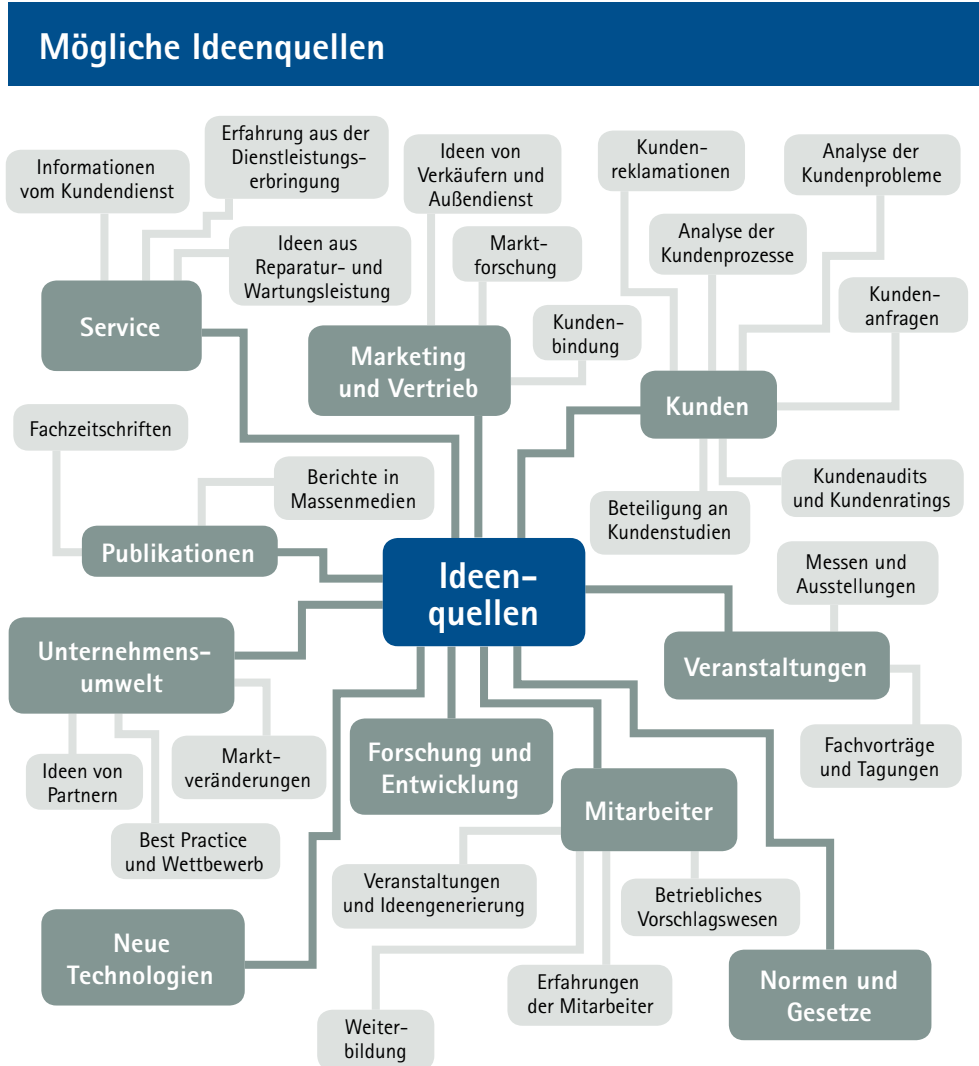 Mögliche Ideenquellen
Informationen
vom Kundendienst
Erfahrung aus der
Dienstleistungs-
erbringung
Ideen aus
Reparatur- und
Wartungsleistung
Service
Ideen von
Verkäufern und
Außendienst
Markt-
forschung
Kunden-
bindung
Marketing
und Vertrieb
Kunden-
reklamationen
Analyse der
Kundenprozesse
Analyse der
Kundenprobleme
Kunden-
anfragen
Kunden
Beteiligung an
Kundenstudien
Kundenaudits
und Kundenratings
Fachzeitschriften
Berichte in
Massenmedien
Publikationen
Ideen-
quellen
Messen und
Ausstellungen
Veranstaltungen
Fachvorträge
und Tagungen
Unternehmens-
umwelt
Ideen von
Partnern
Markt-
veränderungen
Best Practice
und Wettbewerb
Forschung und
Entwicklung
Mitarbeiter
Veranstaltungen
und Ideengenerierung
Betriebliches
Vorschlagswesen
Erfahrungen
der Mitarbeiter
Weiter-
bildung
Neue
Technologien
Normen und
Gesetze